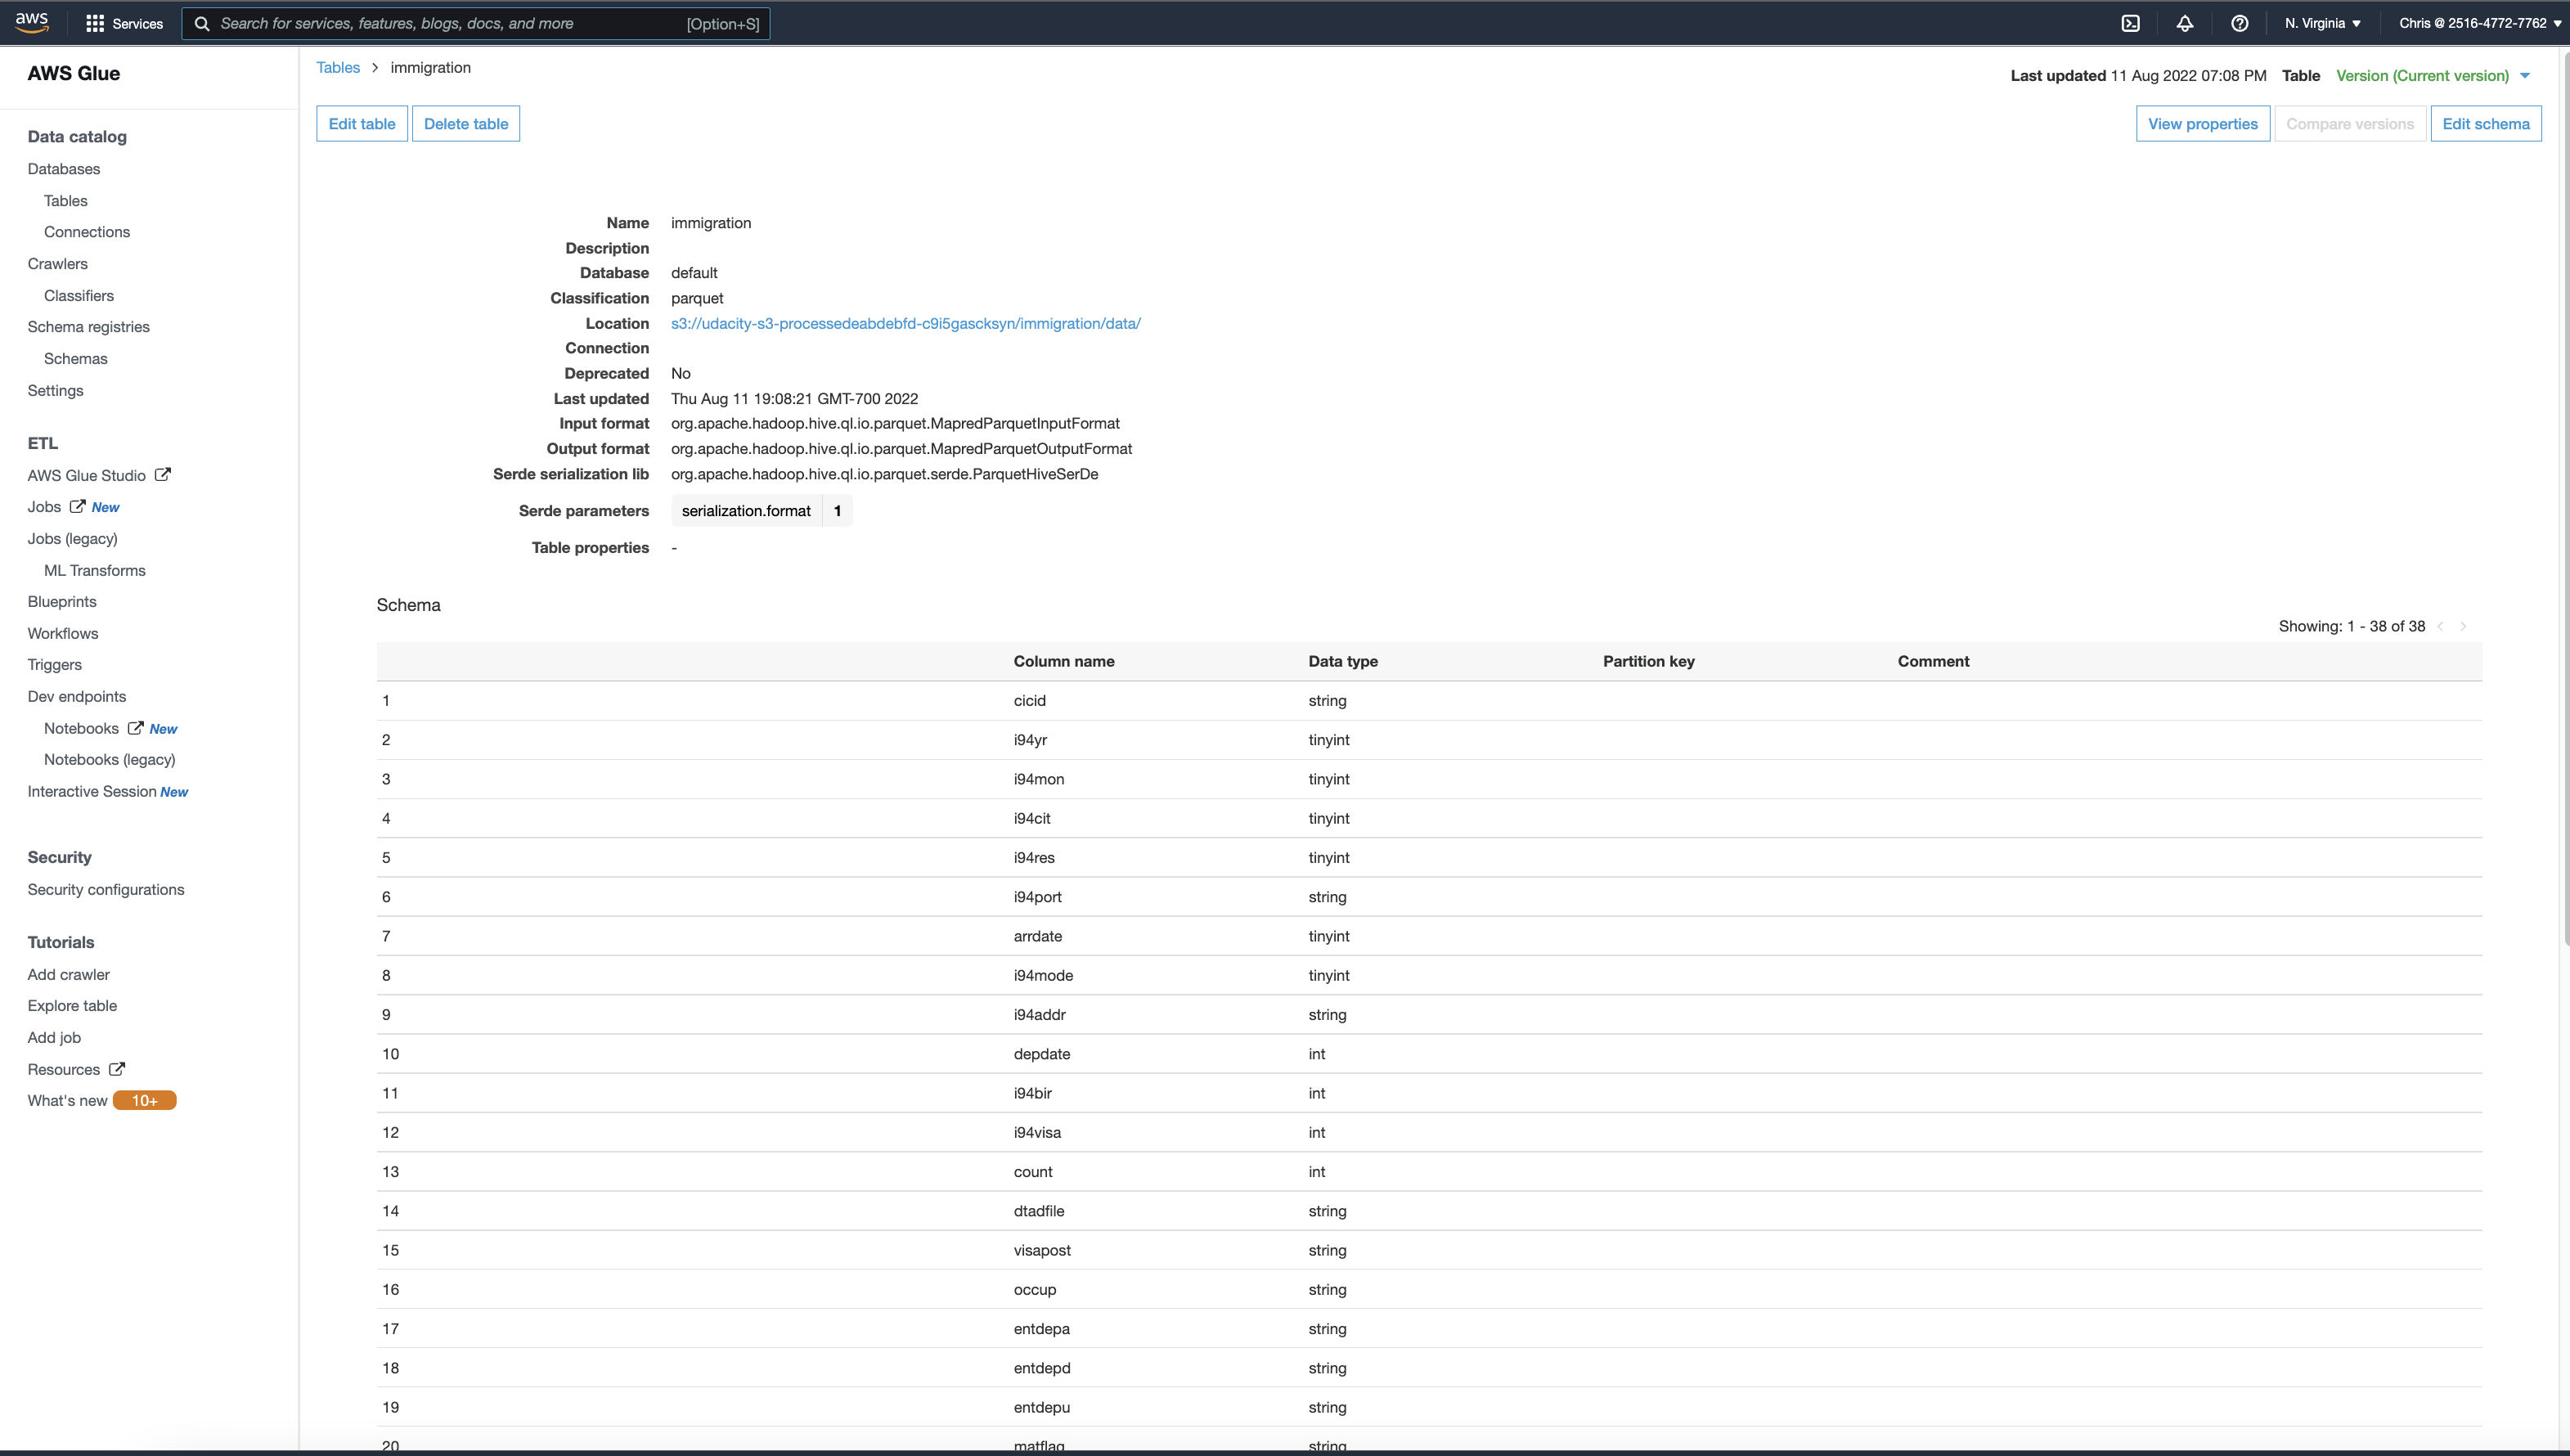 aws Services Search for services, features, blogs, docs, and more [Option+S] N. Virginia ▼ Chris @ 2516-4772-7762 ▼
AWS Glue
Data catalog
Databases
Tables
Connections
Crawlers
Classifiers
Schema registries
Schemas
Settings
ETL
AWS Glue Studio
Jobs New
Jobs (legacy)
ML Transforms
Blueprints
Workflows
Triggers
Dev endpoints
Notebooks New
Notebooks (legacy)
Interactive Session New
Security
Security configurations
Tutorials
Add crawler
Explore table
Add job
Resources
What's new 10+
Tables > immigration
Last updated 11 Aug 2022 07:08 PM Table Version (Current version)
Edit table Delete table View properties Compare versions Edit schema
Name immigration
Description
Database default
Classification parquet
Location s3://udacity-s3-processedeabdebfd-c9i5gascksyn/immigration/data/
Connection
Deprecated No
Last updated Thu Aug 11 19:08:21 GMT-700 2022
Input format org.apache.hadoop.hive.ql.io.parquet.MapredParquetInputFormat
Output format org.apache.hadoop.hive.ql.io.parquet.MapredParquetOutputFormat
Serde serialization lib org.apache.hadoop.hive.ql.io.parquet.serde.ParquetHiveSerDe
Serde parameters serialization.format 1
Table properties -
Schema
Showing: 1 - 38 of 38 < >
Column name Data type Partition key Comment
1 cicid string
2 i94yr tinyint
3 i94mon tinyint
4 i94cit tinyint
5 i94res tinyint
6 i94port string
7 arrdate tinyint
8 i94mode tinyint
9 i94addr string
10 depdate int
11 i94bir int
12 i94visa int
13 count int
14 dtadfile string
15 visapost string
16 occup string
17 entdepa string
18 entdepd string
19 entdepu string
20 matflag string